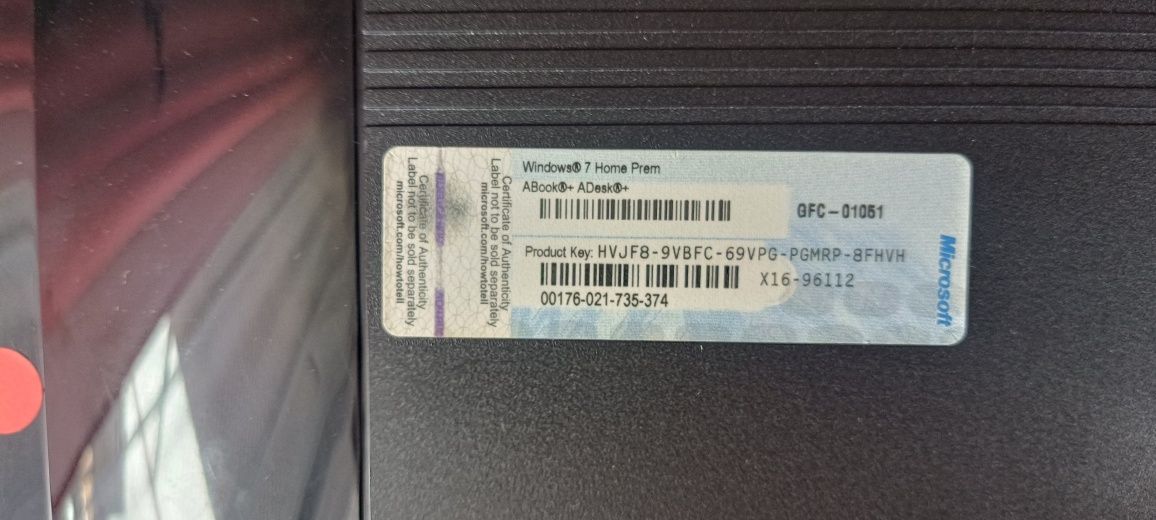 Certificate of Authenticity
Label not to be sold separately
microsoft.com/howtotell
Certificate of Authenticity
Label not to be sold separately
microsoft.com/howtotell
Windows® 7 Home Prem
ABook®+ ADesk®+
GFC-01051
Product Key: HVJF8-9VBFC-69VPG-PGMRP-8FHVH
X16-96112
00176-021-735-374
Microsoft